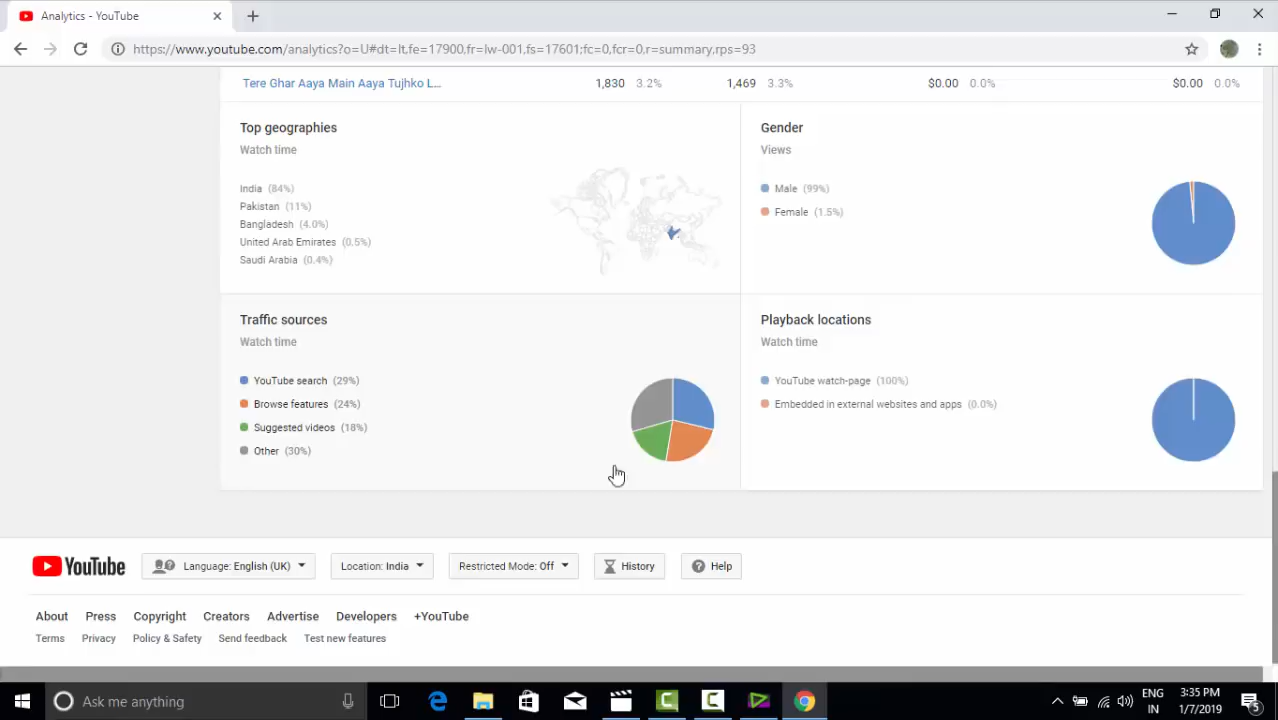 Analytics - YouTube
https://www.youtube.com/analytics?o=U#dt=lt,fe=17900,fr=lw-001,fs=17601;fc=0,fcr=0,r=summary,rps=93
Tere Ghar Aaya Main Aaya Tujhko L... 1,830 3.2% 1,469 3.3% $0.00 0.0% $0.00 0.0%
Top geographies
Watch time
India (84%)
Pakistan (11%)
Bangladesh (4.0%)
United Arab Emirates (0.5%)
Saudi Arabia (0.4%)
Gender
Views
Male (99%)
Female (1.5%)
Traffic sources
Watch time
YouTube search (29%)
Browse features (24%)
Suggested videos (18%)
Other (30%)
Playback locations
Watch time
YouTube watch-page (100%)
Embedded in external websites and apps (0.0%)
YouTube Language: English (UK) Location: India Restricted Mode: Off History Help
About Press Copyright Creators Advertise Developers +YouTube
Terms Privacy Policy & Safety Send feedback Test new features
Ask me anything
ENG
IN
3:35 PM
1/7/2019
5